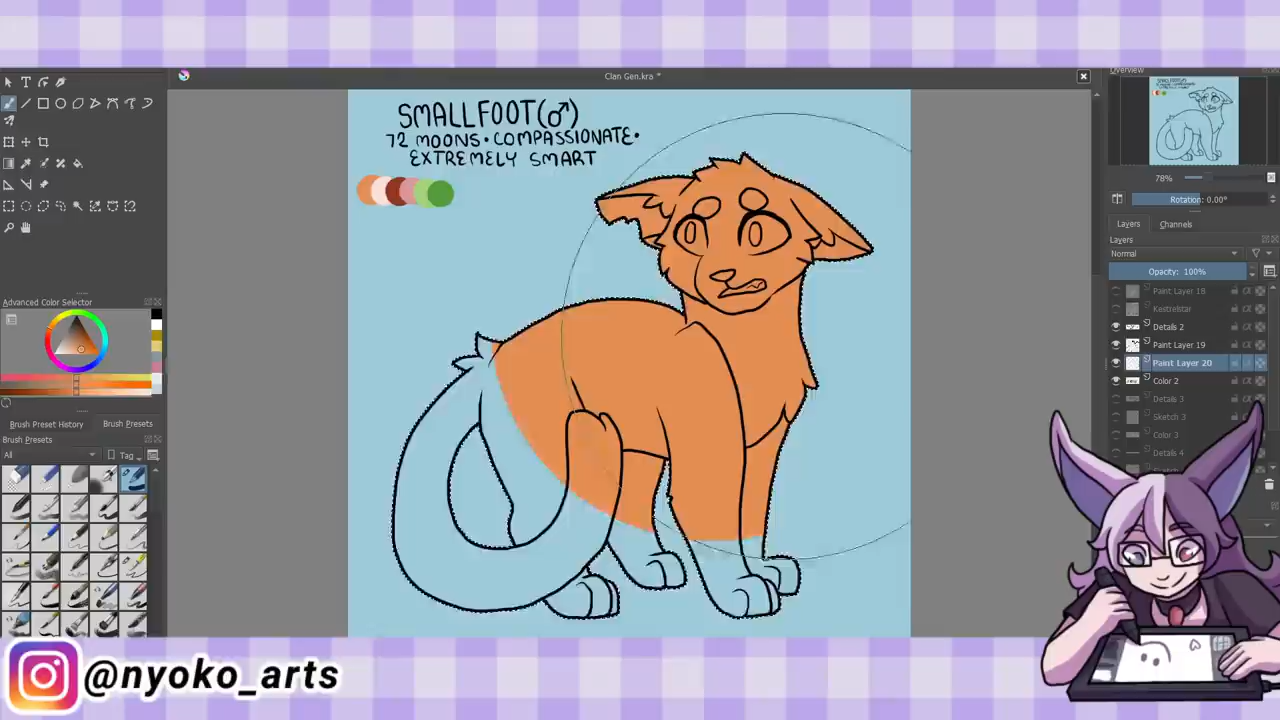 Clan Gen.kra *
Overview
SMALLFOOT(♂)
72 MOONS • COMPASSIONATE •
EXTREMELY SMART
78%
Rotation: 0.00°
Layers
Channels
Layers
Normal
Opacity: 100%
Paint Layer 18
Kestrelstar
Details 2
Paint Layer 19
Paint Layer 20
Color 2
Details 3
Sketch 3
Color 3
Details 4
Advanced Color Selector
Brush Preset History
Brush Presets
Brush Presets
All
Tag
@nyoko_arts